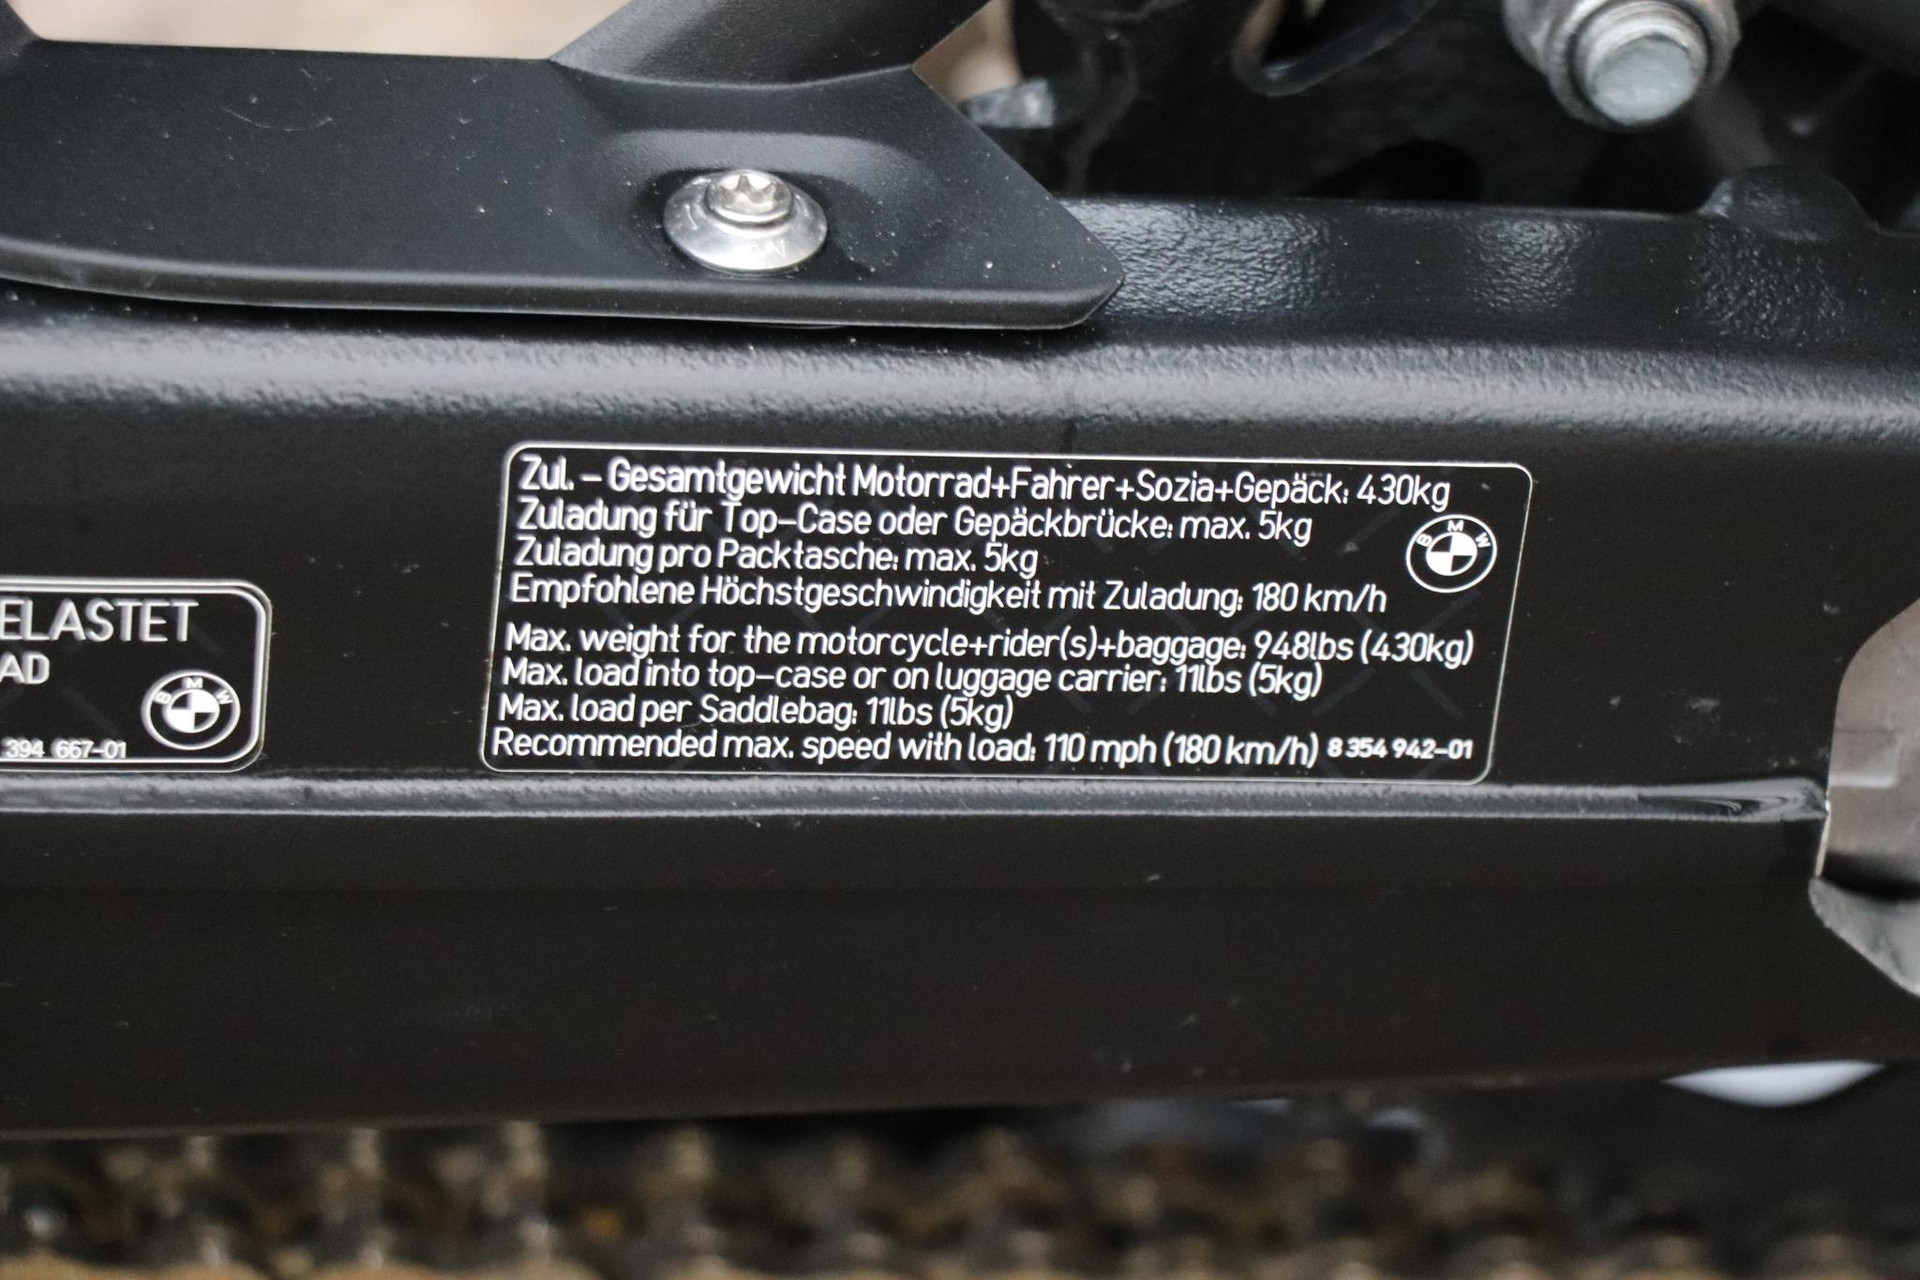 Zul. – Gesamtgewicht Motorrad+Fahrer+Sozia+Gepäck: 430kg
Zuladung für Top-Case oder Gepäckbrücke: max. 5kg
Zuladung pro Packtasche: max. 5kg
Empfohlene Höchstgeschwindigkeit mit Zuladung: 180 km/h
BMW
Max. weight for the motorcycle+rider(s)+baggage: 948lbs (430kg)
Max. load into top-case or on luggage carrier: 11lbs (5kg)
Max. load per Saddlebag: 11lbs (5kg)
Recommended max. speed with load: 110 mph (180 km/h) 8 354 942-01
ELASTET
AD
BMW
394 667-01